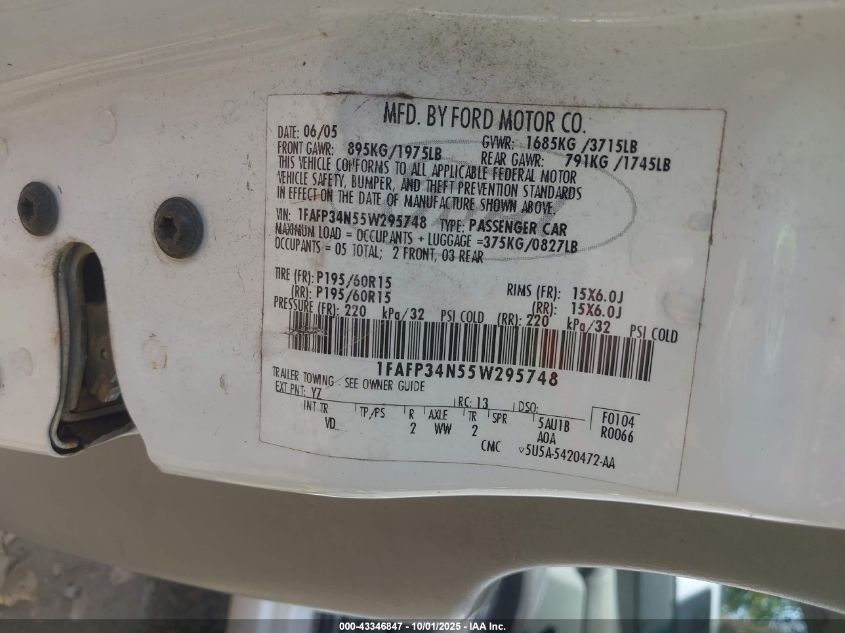 MFD. BY FORD MOTOR CO.
DATE: 06/05 GVWR: 1685KG /3715LB
FRONT GAWR: 895KG/1975LB REAR GAWR: 791KG /1745LB
THIS VEHICLE CONFORMS TO ALL APPLICABLE FEDERAL MOTOR
VEHICLE SAFETY, BUMPER, AND THEFT PREVENTION STANDARDS
IN EFFECT ON THE DATE OF MANUFACTURE SHOWN ABOVE.
VIN: 1FAFP34N55W295748 TYPE: PASSENGER CAR
MAXIMUM LOAD = OCCUPANTS + LUGGAGE =375KG/0827LB
OCCUPANTS = 05 TOTAL; 2 FRONT, 03 REAR
TIRE (FR): P195/60R15 RIMS (FR): 15X6.0J
(RR): P195/60R15 (RR): 15X6.0J
PRESSURE (FR): 220 kPa/32 PSI COLD (RR): 220 kPa/32 PSI COLD
1FAFP34N55W295748
TRAILER TOWING - SEE OWNER GUIDE
EXT PNT: YZ RC: 13 DSO:
INT TR TP/PS R AXLE TR SPR 5AU1B F0104
VD 2 WW 2 A0A R0066
CMC ▽5U5A-5420472-AA
000-43346847 - 10/01/2025 - IAA Inc.